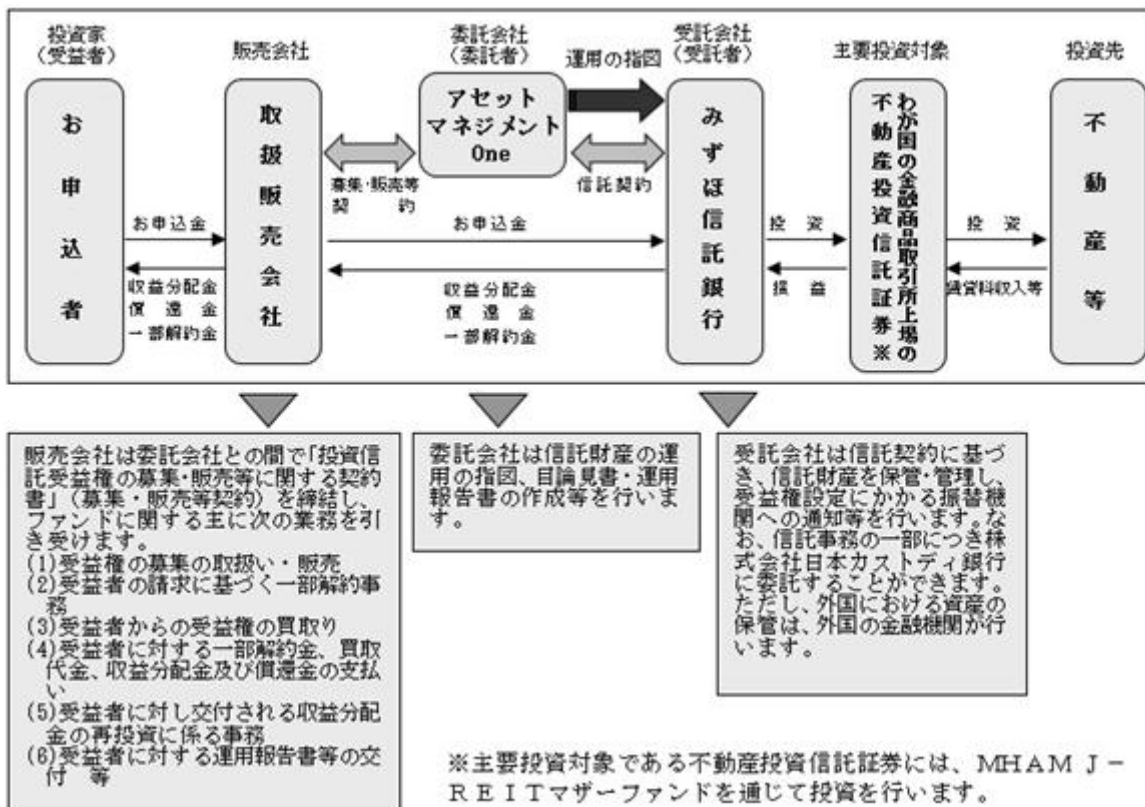 投資家
（受益者）
販売会社
委託会社
（委託者）
運用の指図
受託会社
（受託者）
主要投資対象
投資先
お申込者
取扱販売会社
アセット
マネジメント
One
みずほ信託銀行
わが国の金融商品取引所上場の
不動産投資信託証券※
不動産等
募集・販売等
契約
信託契約
お申込金
収益分配金
償還金
一部解約金
お申込金
収益分配金
償還金
一部解約金
投資
損益
投資
賃貸料収入等
販売会社は委託会社との間で「投資信
託受益権の募集・販売等に関する契約
書」（募集・販売等契約）を締結し、
ファンドに関する主に次の業務を引
き受けます。
(1)受益権の募集の取扱い・販売
(2)受益者の請求に基づく一部解約事
務
(3)受益者からの受益権の買取り
(4)受益者に対する一部解約金、買取
代金、収益分配金及び償還金の支払
い
(5)受益者に対し交付される収益分配
金の再投資に係る事務
(6)受益者に対する運用報告書等の交
付 等
委託会社は信託財産の運
用の指図、目論見書・運用
報告書の作成等を行いま
す。
受託会社は信託契約に基づ
き、信託財産を保管・管理し、
受益権設定にかかる振替機
関への通知等を行います。な
お、信託事務の一部につき株
式会社日本カストディ銀行
に委託することができます。
ただし、外国における資産の
保管は、外国の金融機関が行
います。
※主要投資対象である不動産投資信託証券には、ＭＨＡＭ Ｊ－
ＲＥＩＴマザーファンドを通じて投資を行います。